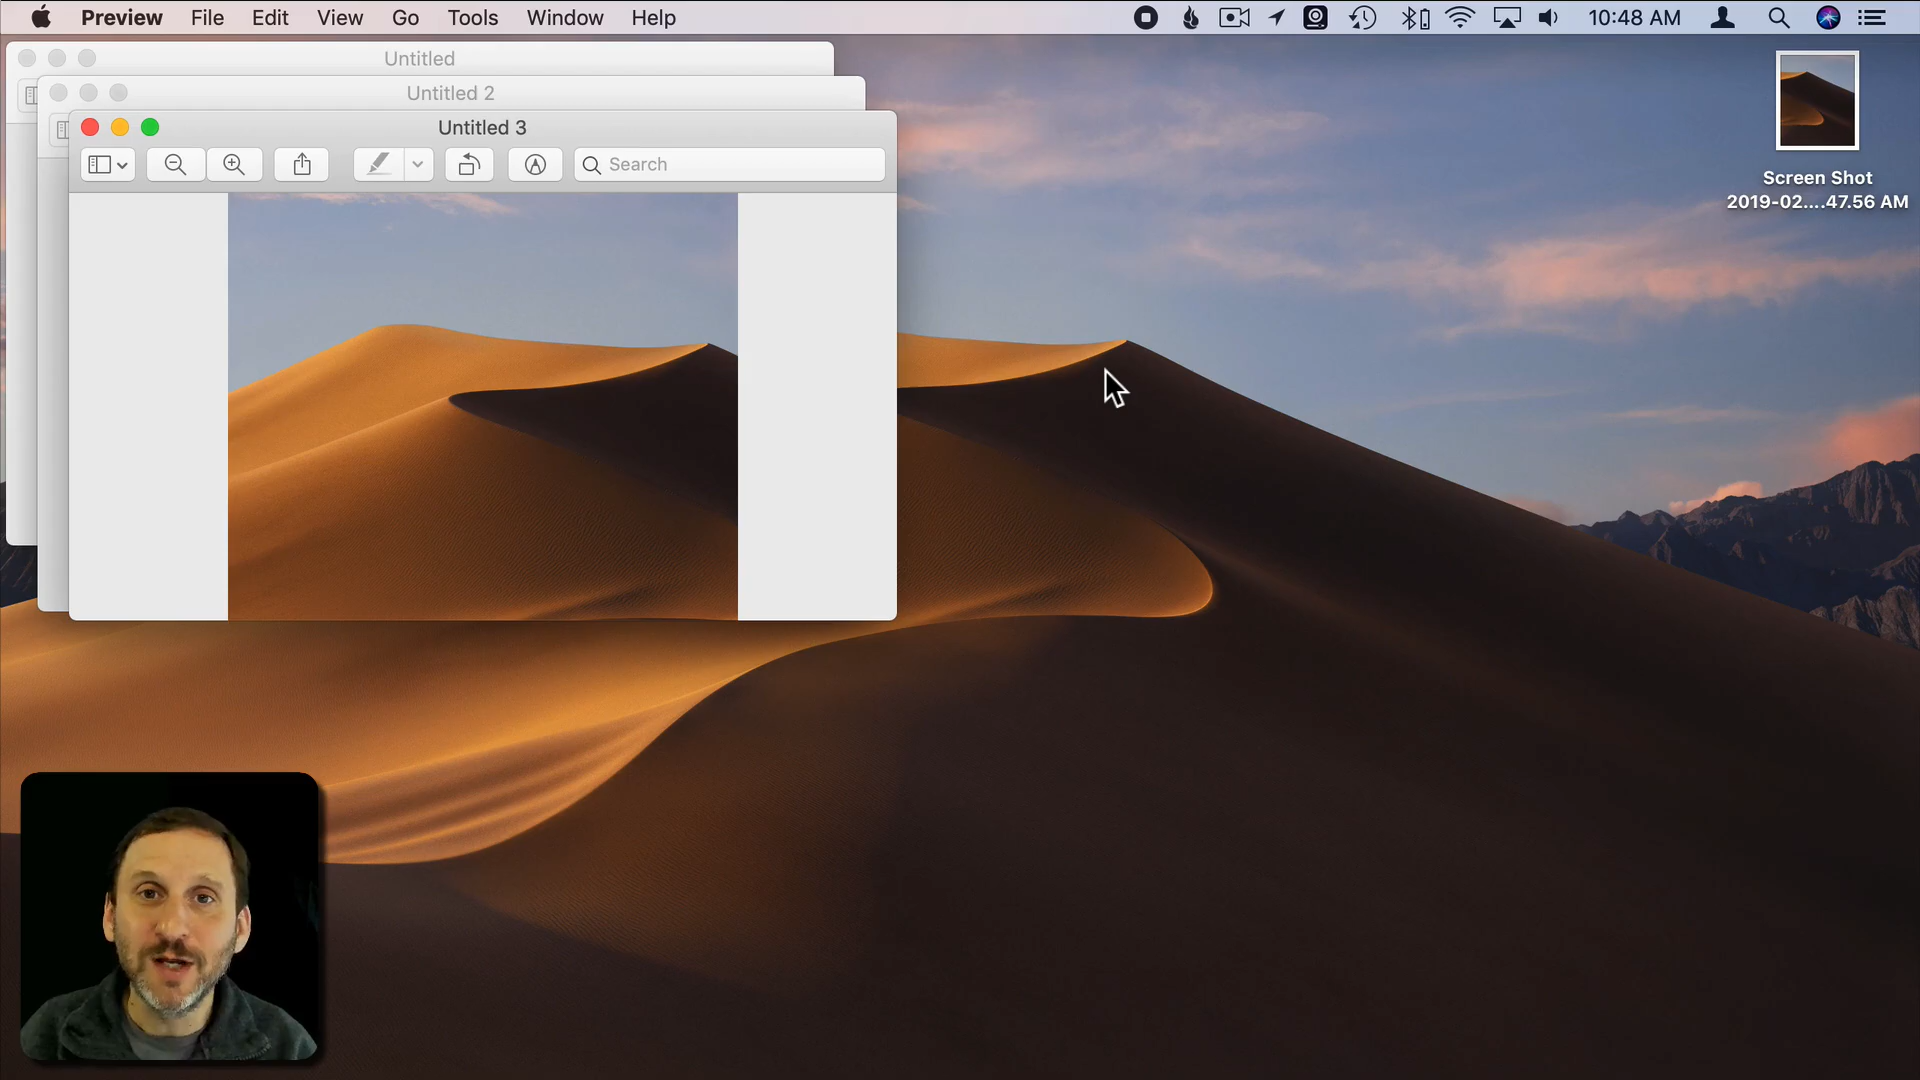 Preview File Edit View Go Tools Window Help 10:48 AM
Untitled
Untitled 2
Untitled 3
Search
Screen Shot
2019-02....47.56 AM